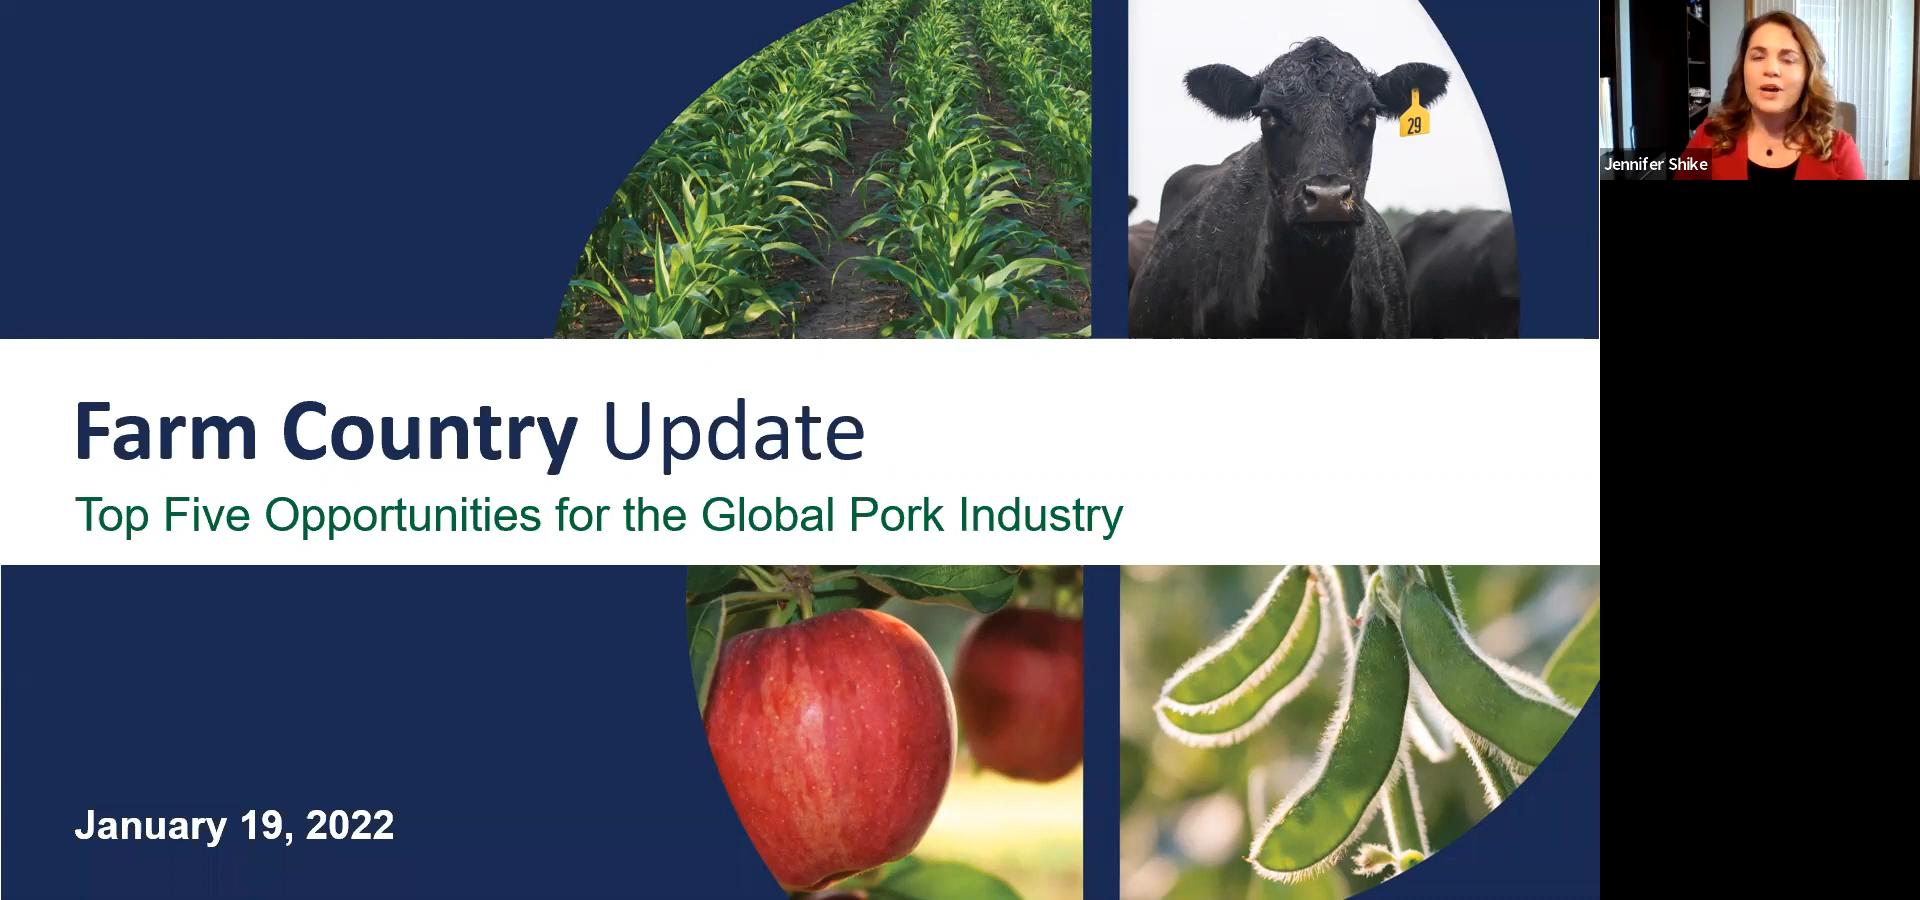 29
Jennifer Shike
Farm Country Update
Top Five Opportunities for the Global Pork Industry
January 19, 2022